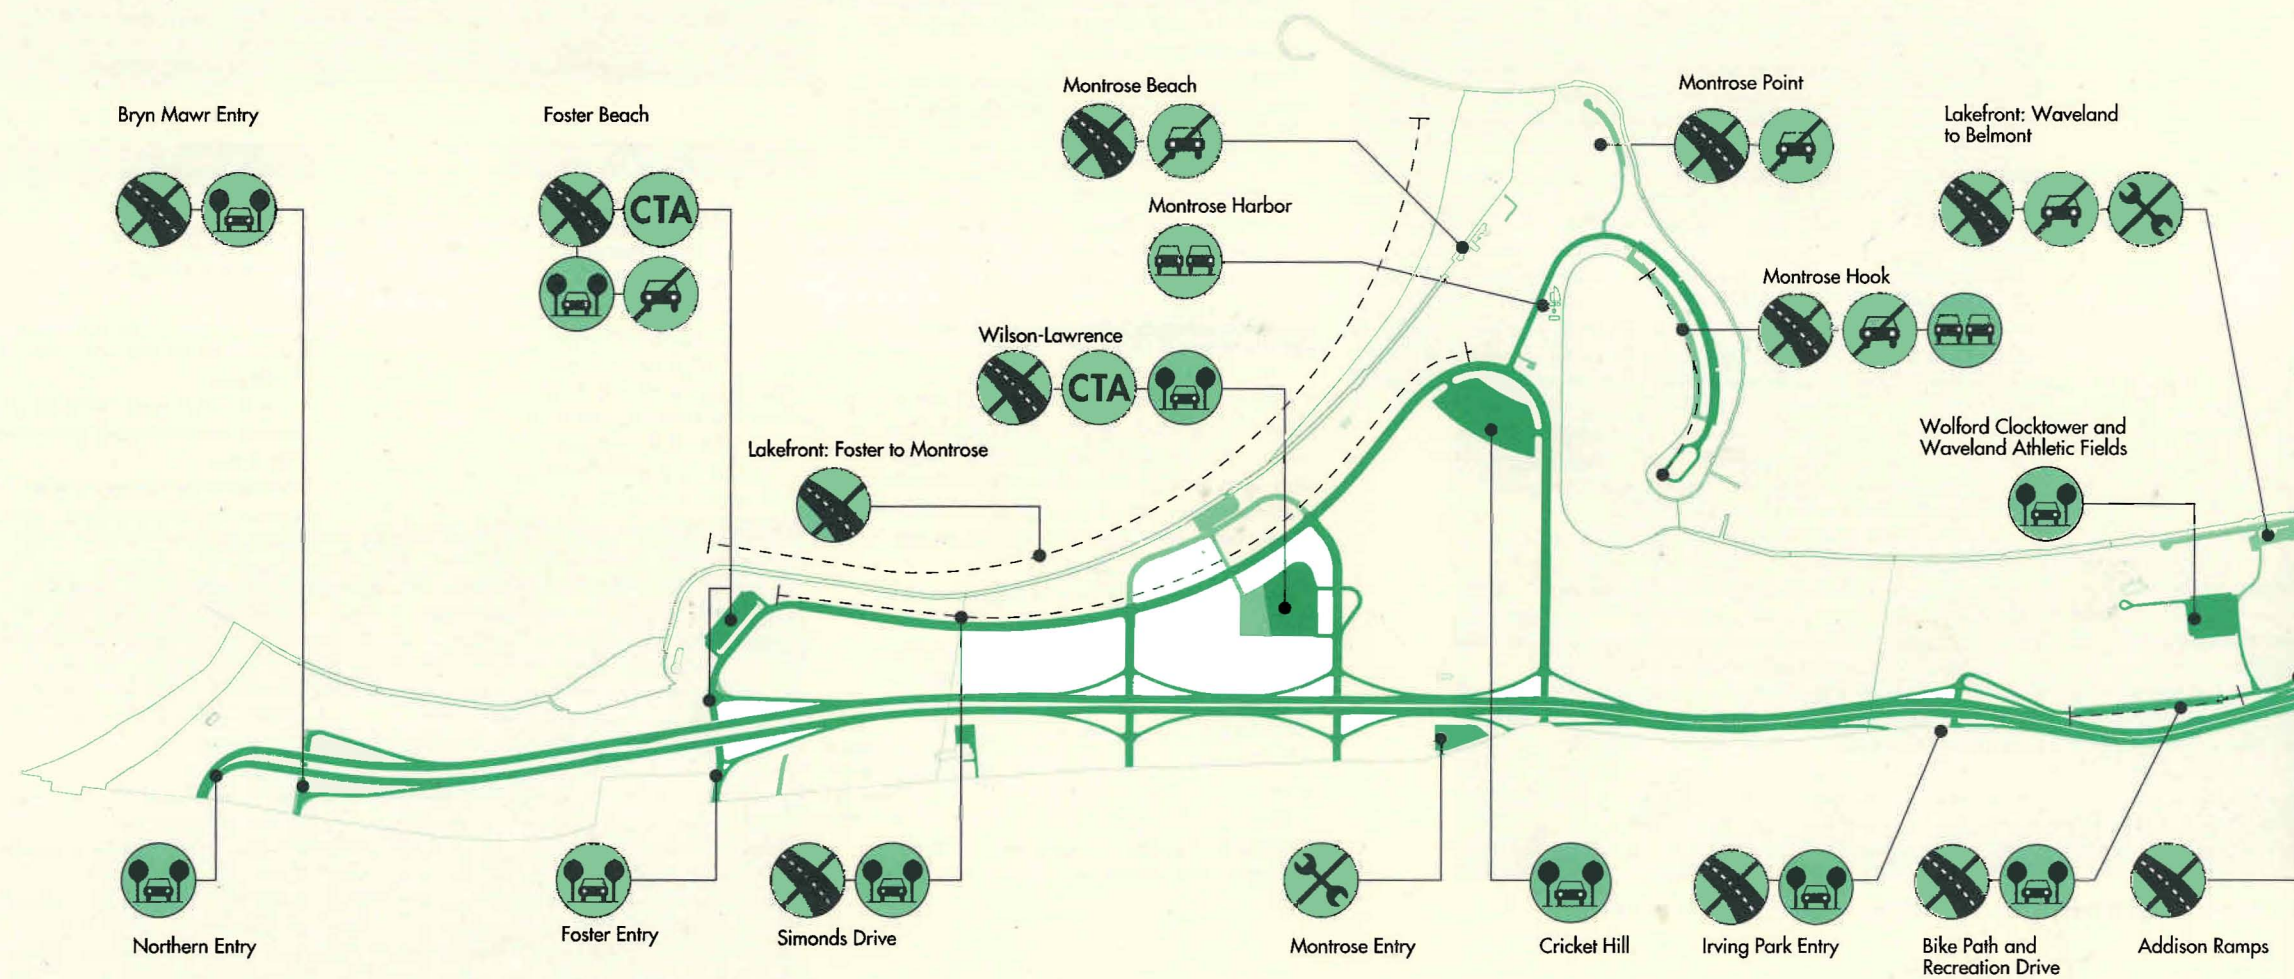 Bryn Mawr Entry
Foster Beach
CTA
Montrose Beach
Montrose Harbor
Wilson-Lawrence
CTA
Lakefront: Foster to Montrose
Montrose Point
Lakefront: Waveland
to Belmont
Montrose Hook
Wolford Clocktower and
Waveland Athletic Fields
Northern Entry
Foster Entry
Simonds Drive
Montrose Entry
Cricket Hill
Irving Park Entry
Bike Path and
Recreation Drive
Addison Ramps